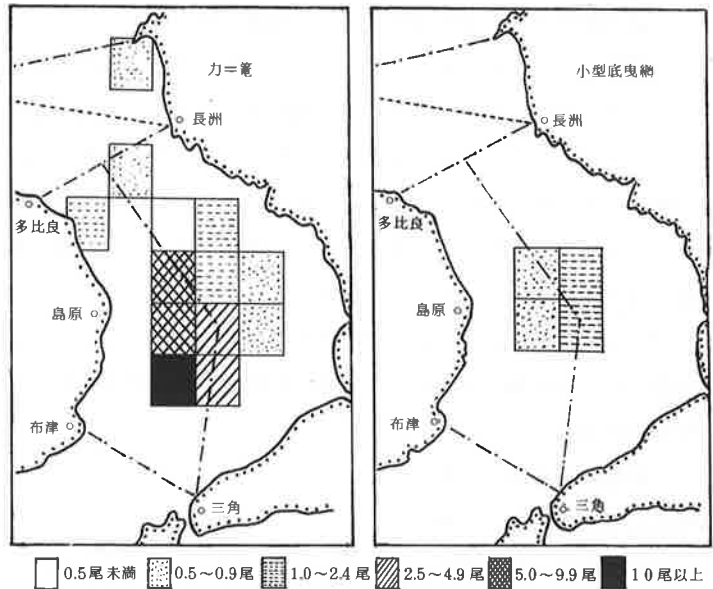 カニ篭
長洲
多比良
島原
布津
三角
小型底曳網
長洲
多比良
島原
布津
三角
0.5尾未満 0.5～0.9尾 1.0～2.4尾 2.5～4.9尾 5.0～9.9尾 10尾以上